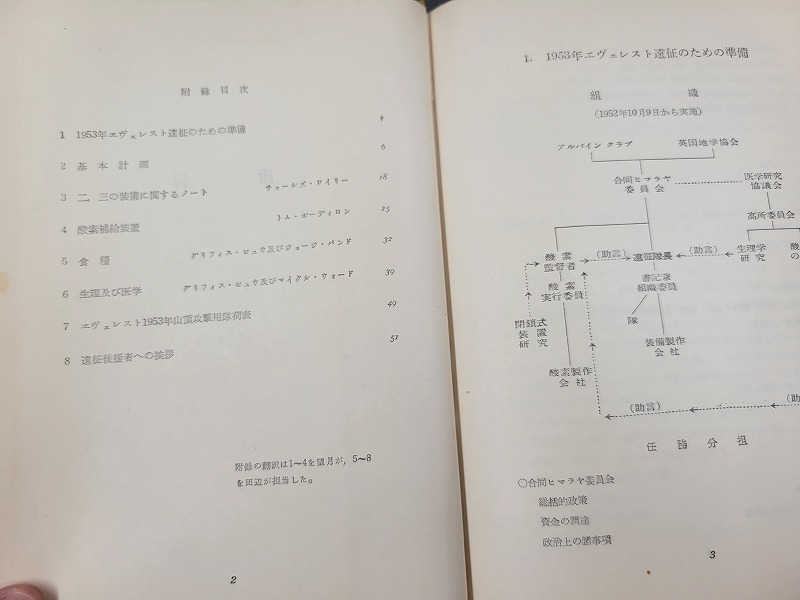 附録目次
1 1953年エヴェレスト遠征のための準備
2 基本計画 6
3 二、三の装備に関するノート チャールズ・ワイリー 18
4 酸素補給装置 トム・ボーディロン 25
5 食糧 グリフィス・ピュウ及びジョージ・バンド 32
6 生理及び医学 グリフィス・ピュウ及びマイクル・ウォード 39
7 エヴェレスト1953年山頂攻撃用隊荷表 49
8 遠征後援者への挨拶 51
附録の翻訳は1〜4を望月が、5〜8
を田辺が担当した。
2
1. 1953年エヴェレスト遠征のための準備
組織
(1952年10月9日から実施)
アルパイン クラブ 英国地学協会
合同ヒマラヤ
委員会
医学研究
協議会
高所委員会
酸素
監督者
(助言)
遠征隊長
(助言)
生理学
研究
酸
の
酸素
実行委員
書記兼
組織委員
閉鎖式
装置
研究
隊
装備製作
会社
酸素製作
会社
(助言)
(助
任務分担
○合同ヒマラヤ委員会
総括的政策
資金の調達
政治上の諸事項
3